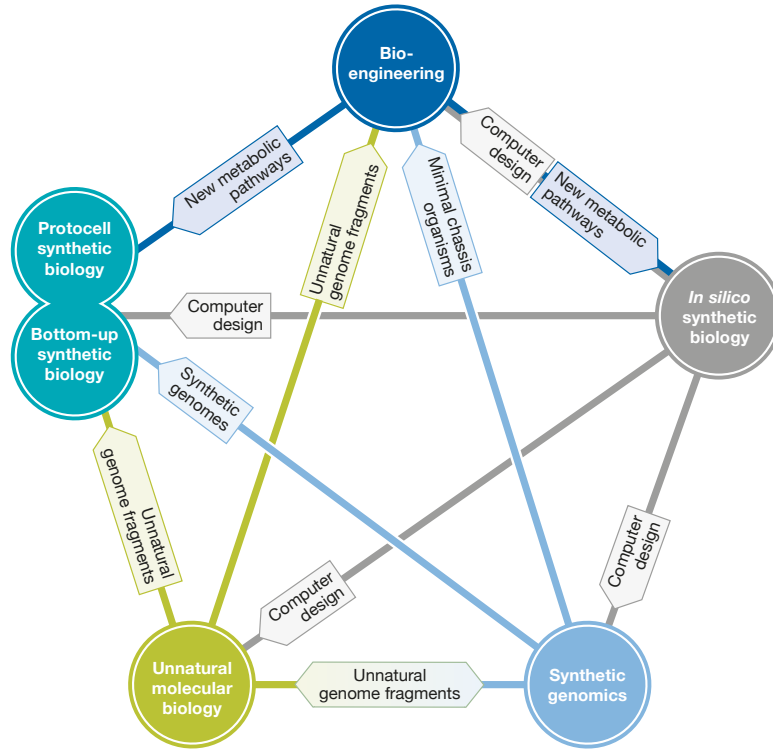 Bio-
engineering
Computer
design
New metabolic
pathways
New metabolic
pathways
Unnatural
genome fragments
Minimal chassis
organisms
Protocell
synthetic
biology
In silico
synthetic
biology
Computer
design
Bottom-up
synthetic
biology
Synthetic
genomes
Unnatural
genome fragments
Computer
design
Computer
design
Unnatural
molecular
biology
Unnatural
genome fragments
Synthetic
genomics